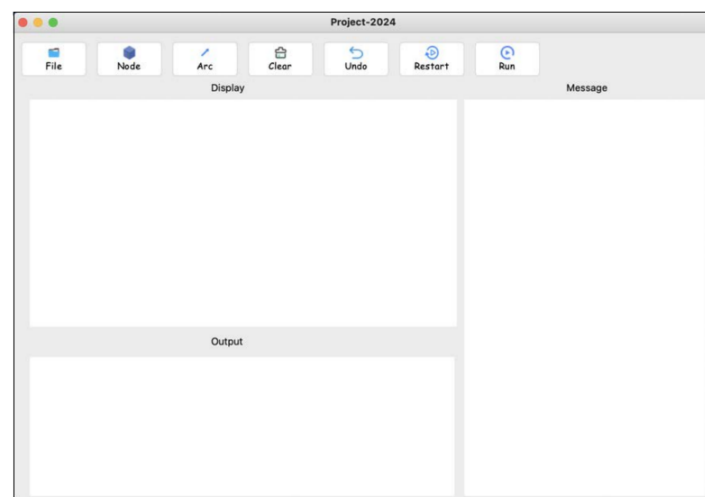 Project-2024
File Node Arc Clear Undo Restart Run
Display Message
Output